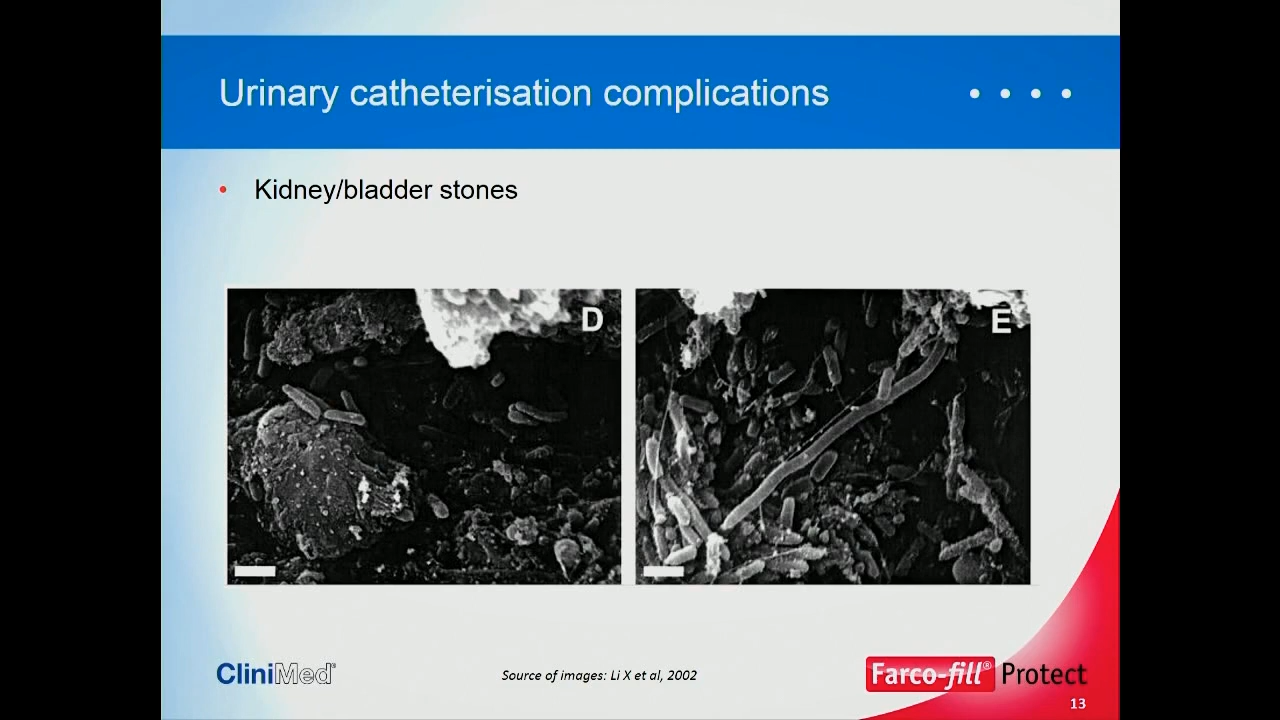 Urinary catheterisation complications
• Kidney/bladder stones
D
E
CliniMed®
Source of images: Li X et al, 2002
Farco-fill® Protect
13